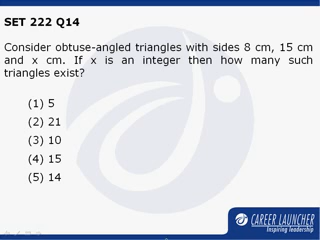 SET 222 Q14
Consider obtuse-angled triangles with sides 8 cm, 15 cm
and x cm. If x is an integer then how many such
triangles exist?
(1) 5
(2) 21
(3) 10
(4) 15
(5) 14
CAREER LAUNCHER
Inspiring leadership